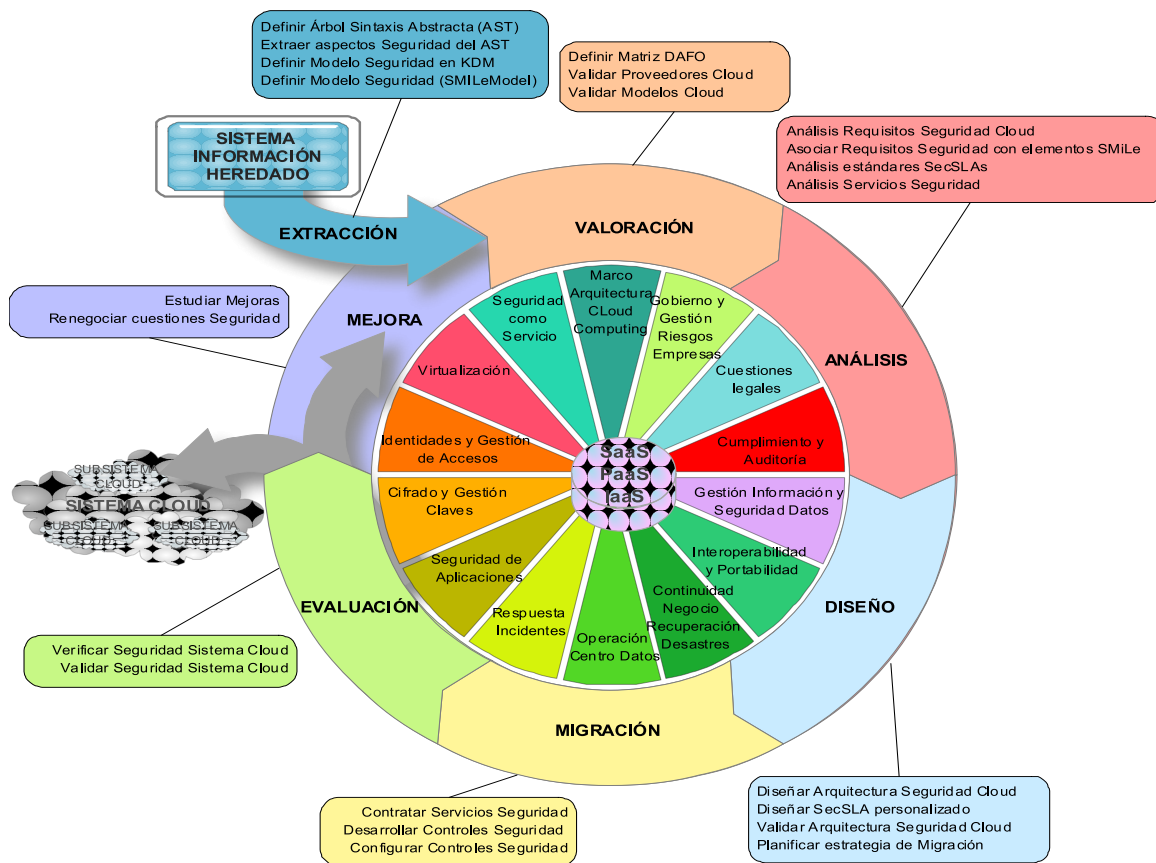 Definir Árbol Sintaxis Abstracta (AST)
Extraer aspectos Seguridad del AST
Definir Modelo Seguridad en KDM
Definir Modelo Seguridad (SMILeModel)
Definir Matriz DAFO
Validar Proveedores Cloud
Validar Modelos Cloud
Análisis Requisitos Seguridad Cloud
Asociar Requisitos Seguridad con elementos SMiLe
Análisis estándares SecSLAs
Análisis Servicios Seguridad
SISTEMA
INFORMACIÓN
HEREDADO
EXTRACCIÓN
VALORACIÓN
Estudiar Mejoras
Renegociar cuestiones Seguridad
MEJORA
ANÁLISIS
Marco
Arquitectura
CLoud
Computing
Seguridad
como
Servicio
Gobierno y
Gestión
Riesgos
Empresas
Virtualización
Cuestiones
legales
Identidades y Gestión
de Accesos
Cumplimiento y
Auditoría
SaaS
PaaS
IaaS
Cifrado y Gestión
Claves
Gestión Información y
Seguridad Datos
Seguridad de
Aplicaciones
Interoperabilidad
y Portabilidad
Respuesta
Incidentes
Operación
Centro Datos
Continuidad
Negocio
Recuperación
Desastres
SUBSISTEMA
CLOUD
SISTEMA CLOUD
SUBSISTEMA
CLOUD
SUBSISTEMA
CLOUD
EVALUACIÓN
DISEÑO
Verificar Seguridad Sistema Cloud
Validar Seguridad Sistema Cloud
MIGRACIÓN
Contratar Servicios Seguridad
Desarrollar Controles Seguridad
Configurar Controles Seguridad
Diseñar Arquitectura Seguridad Cloud
Diseñar SecSLA personalizado
Validar Arquitectura Seguridad Cloud
Planificar estrategia de Migración